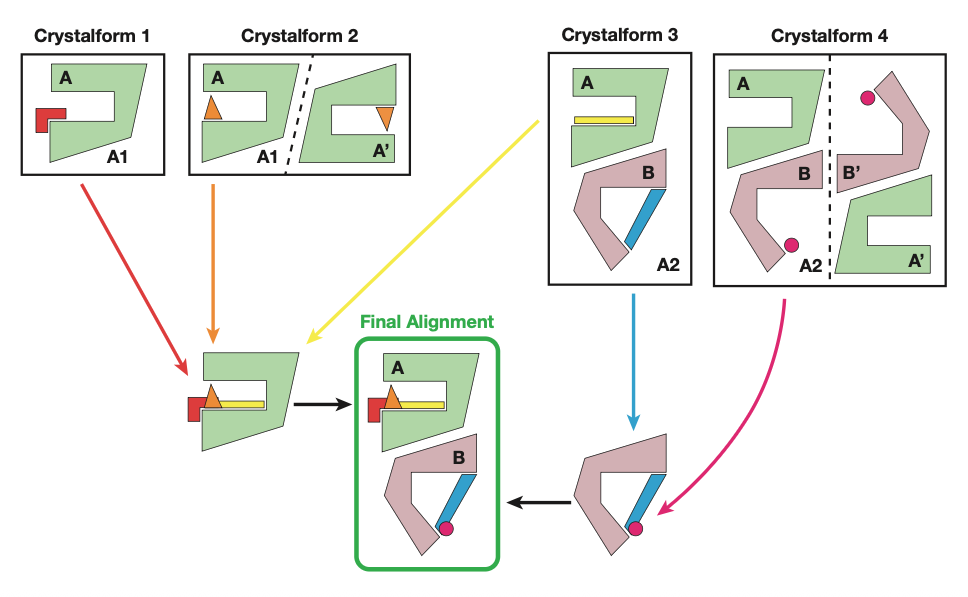 Crystalform 1
Crystalform 2
Crystalform 3
Crystalform 4
A
A1
A
A1
A'
A
B
A2
A
B
A2
B'
A'
Final Alignment
A
B